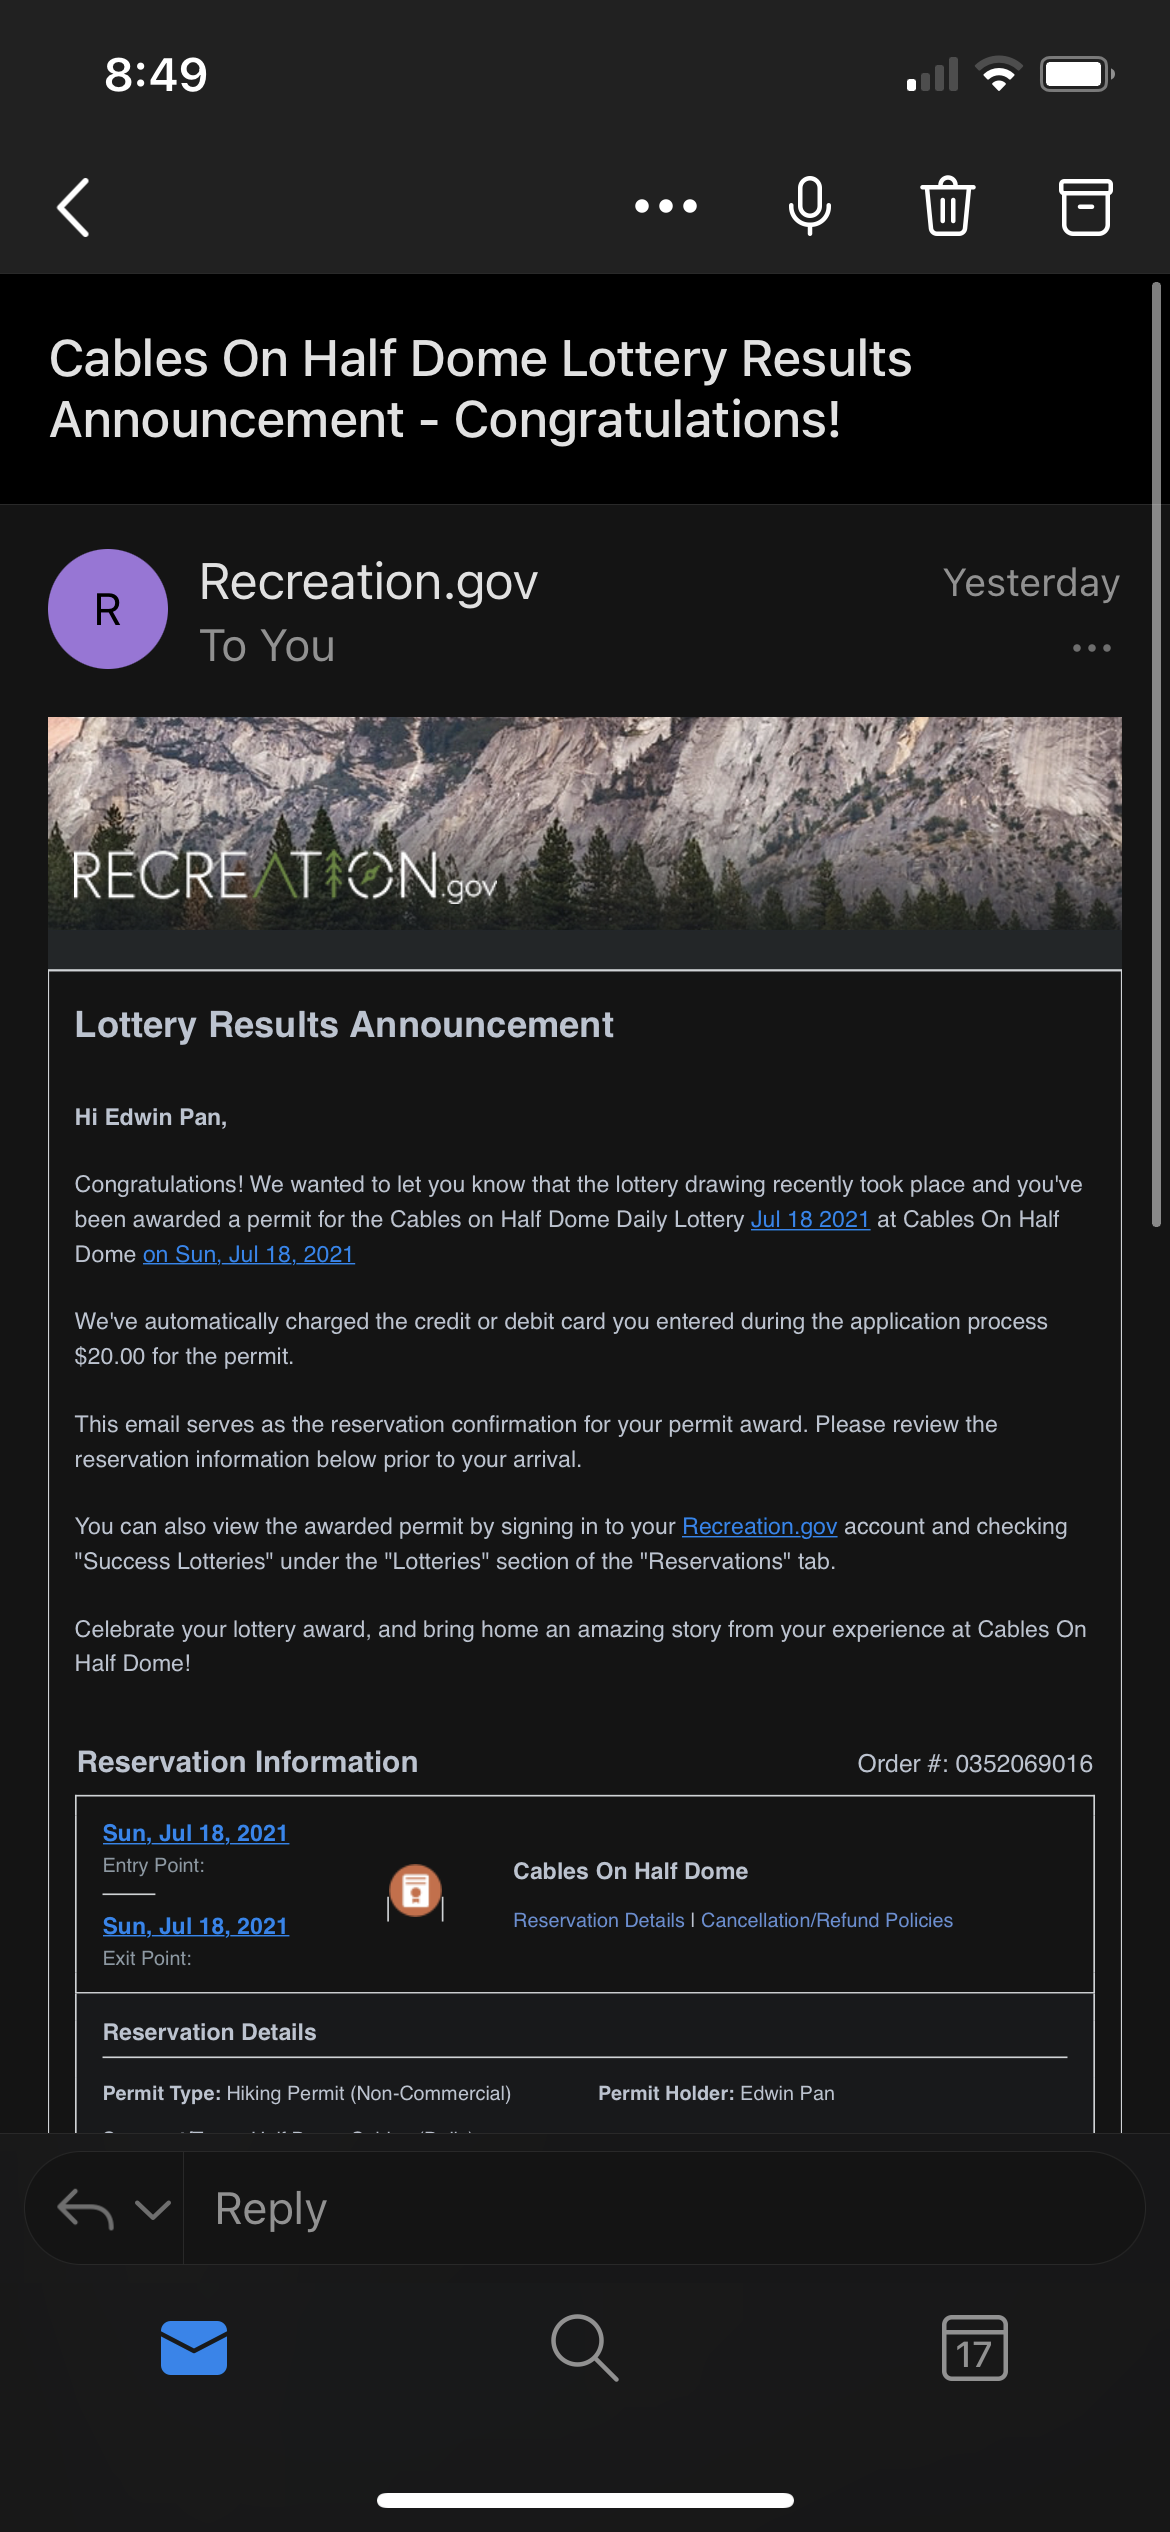 8:49
Cables On Half Dome Lottery Results
Announcement - Congratulations!
R
Recreation.gov
Yesterday
To You
RECREATION.gov
Lottery Results Announcement
Hi Edwin Pan,
Congratulations! We wanted to let you know that the lottery drawing recently took place and you've
been awarded a permit for the Cables on Half Dome Daily Lottery Jul 18 2021 at Cables On Half
Dome on Sun, Jul 18, 2021
We've automatically charged the credit or debit card you entered during the application process
$20.00 for the permit.
This email serves as the reservation confirmation for your permit award. Please review the
reservation information below prior to your arrival.
You can also view the awarded permit by signing in to your Recreation.gov account and checking
"Success Lotteries" under the "Lotteries" section of the "Reservations" tab.
Celebrate your lottery award, and bring home an amazing story from your experience at Cables On
Half Dome!
Reservation Information
Order #: 0352069016
Sun, Jul 18, 2021
Entry Point:
Sun, Jul 18, 2021
Exit Point:
Cables On Half Dome
Reservation Details | Cancellation/Refund Policies
Reservation Details
Permit Type: Hiking Permit (Non-Commercial)
Permit Holder: Edwin Pan
Reply
17